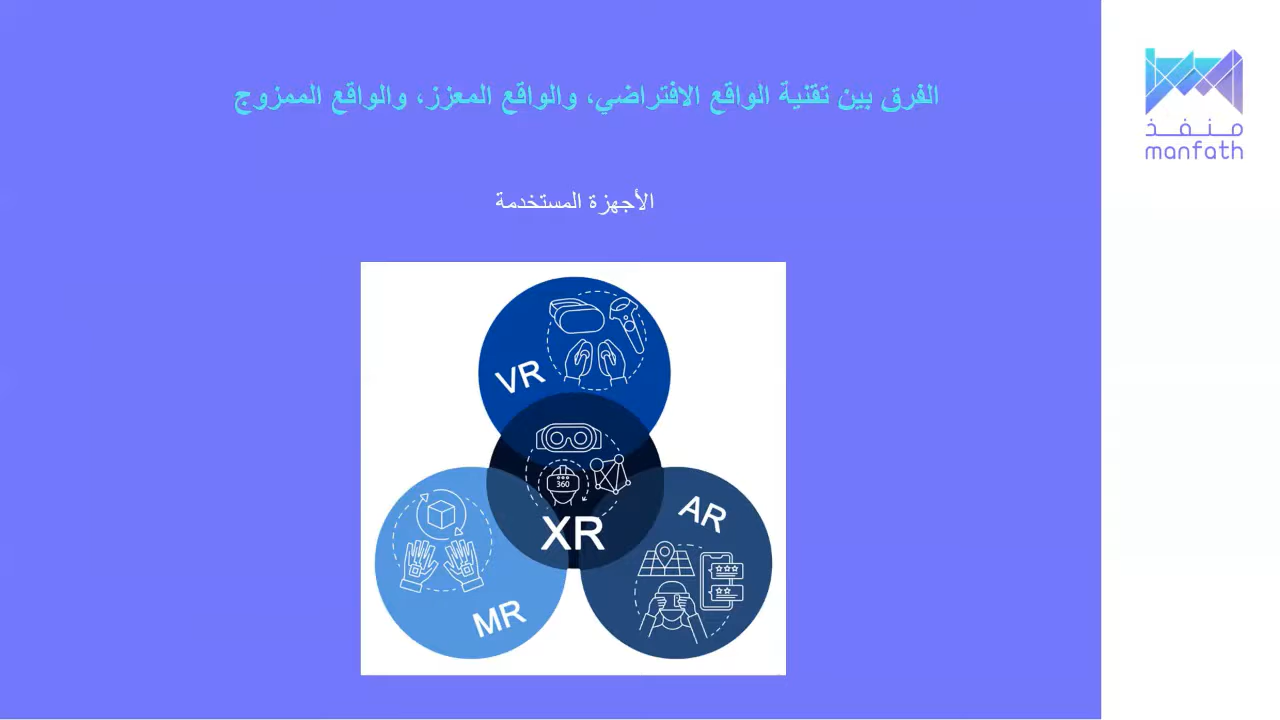 الفرق بين تقنية الواقع الافتراضي، والواقع المعزز، والواقع الممزوج
منفذ
manfath
الأجهزة المستخدمة
VR
360
XR
AR
MR